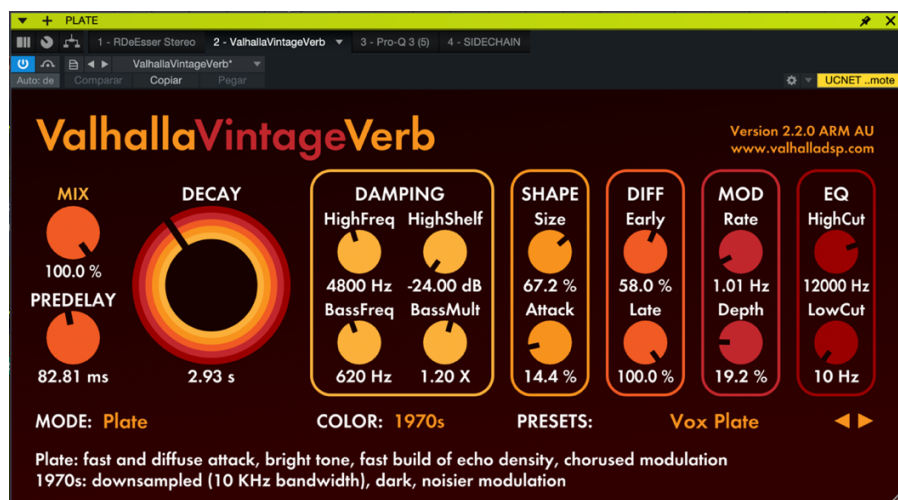 PLATE
1 - RDeEsser Stereo 2 - ValhallaVintageVerb 3 - Pro-Q 3 (5) 4 - SIDECHAIN
ValhallaVintageVerb*
Auto: de Comparar Copiar Pegar UCNET ..mote
ValhallaVintageVerb
Version 2.2.0 ARM AU
www.valhalladsp.com
MIX DECAY DAMPING SHAPE DIFF MOD EQ
HighFreq HighShelf Size Early Rate HighCut
100.0 % 4800 Hz -24.00 dB 67.2 % 58.0 % 1.01 Hz 12000 Hz
PREDELAY BassFreq BassMult Attack Late Depth LowCut
82.81 ms 2.93 s 620 Hz 1.20 X 14.4 % 100.0 % 19.2 % 10 Hz
MODE: Plate COLOR: 1970s PRESETS: Vox Plate
Plate: fast and diffuse attack, bright tone, fast build of echo density, chorused modulation
1970s: downsampled (10 KHz bandwidth), dark, noisier modulation